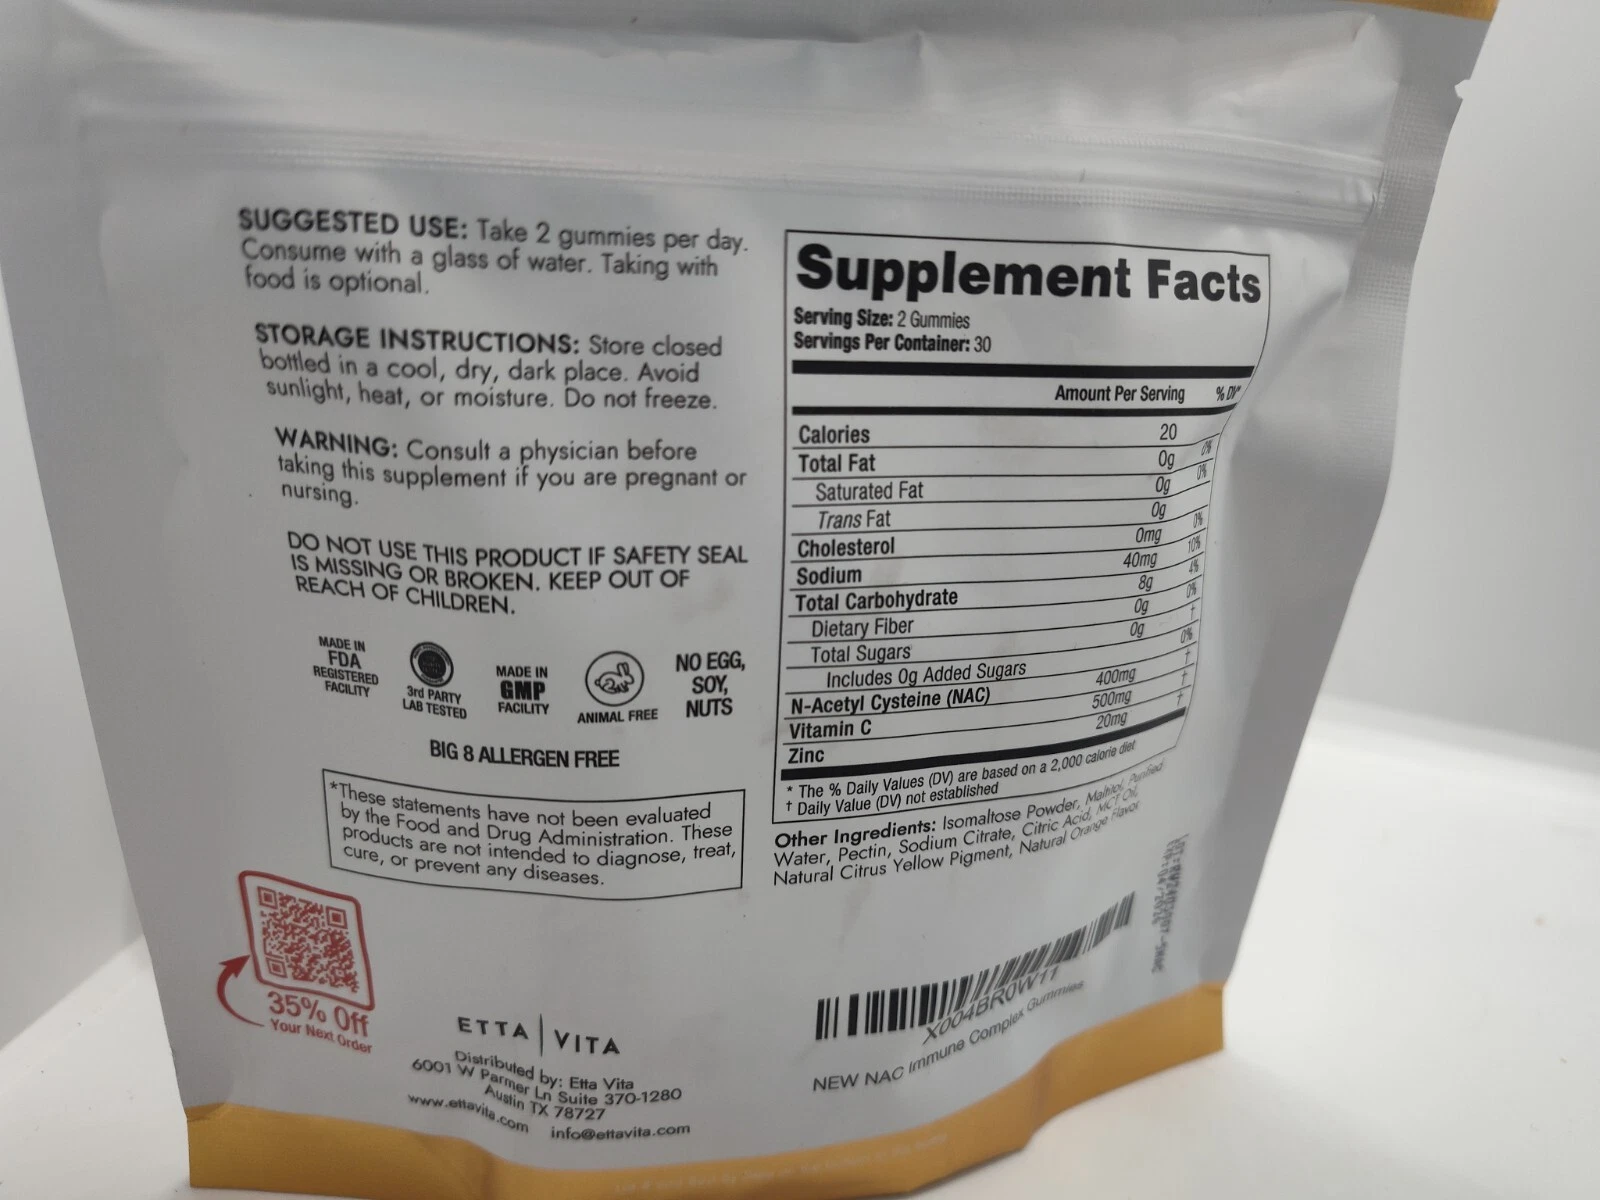 SUGGESTED USE: Take 2 gummies per day.
Consume with a glass of water. Taking with
food is optional.
STORAGE INSTRUCTIONS: Store closed
bottled in a cool, dry, dark place. Avoid
sunlight, heat, or moisture. Do not freeze.
WARNING: Consult a physician before
taking this supplement if you are pregnant or
nursing.
DO NOT USE THIS PRODUCT IF SAFETY SEAL
IS MISSING OR BROKEN. KEEP OUT OF
REACH OF CHILDREN.
MADE IN
FDA
REGISTERED
FACILITY
3rd PARTY
LAB TESTED
MADE IN
GMP
FACILITY
ANIMAL FREE
NO EGG,
SOY,
NUTS
BIG 8 ALLERGEN FREE
*These statements have not been evaluated
by the Food and Drug Administration. These
products are not intended to diagnose, treat,
cure, or prevent any diseases.
35% Off
Your Next Order
ETTA VITA
Distributed by: Etta Vita
6001 W Parmer Ln Suite 370-1280
Austin TX 78727
www.ettavita.com info@ettavita.com
Supplement Facts
Serving Size: 2 Gummies
Servings Per Container: 30
Amount Per Serving % DV*
Calories 20
Total Fat 0g 0%
Saturated Fat 0g 0%
Trans Fat 0g
Cholesterol 0mg 0%
Sodium 40mg 10%
Total Carbohydrate 8g 4%
Dietary Fiber 0g 0%
Total Sugars 0g †
Includes 0g Added Sugars 0%
N-Acetyl Cysteine (NAC) 400mg †
Vitamin C 500mg †
Zinc 20mg †
* The % Daily Values (DV) are based on a 2,000 calorie diet
† Daily Value (DV) not established
Other Ingredients: Isomaltose Powder, Maltitol, Purified
Water, Pectin, Sodium Citrate, Citric Acid, MCT Oil,
Natural Citrus Yellow Pigment, Natural Orange Flavor
X004BR0W11
NEW NAC Immune Complex Gummies